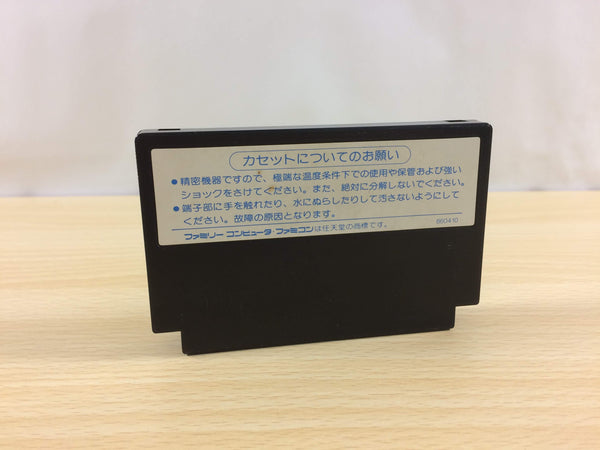 カセットについてのお願い
●精密機器ですので、極端な温度条件下での使用や保管および強い
ショックをさけてください。また、絶対に分解しないでください。
●端子部に手を触れたり、水にぬらしたりして汚さないようにして
ください。故障の原因となります。
ファミリー コンピュータ・ファミコンは任天堂の商標です。
860410